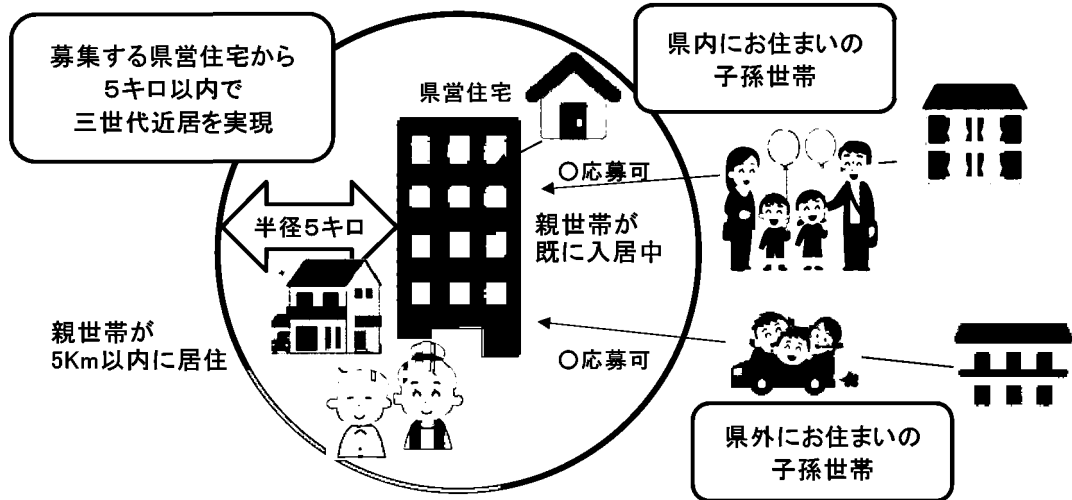 募集する県営住宅から
5キロ以内で
三世代近居を実現
県営住宅
県内にお住まいの
子孫世帯
○応募可
半径5キロ
親世帯が
既に入居中
親世帯が
5Km以内に居住
○応募可
県外にお住まいの
子孫世帯